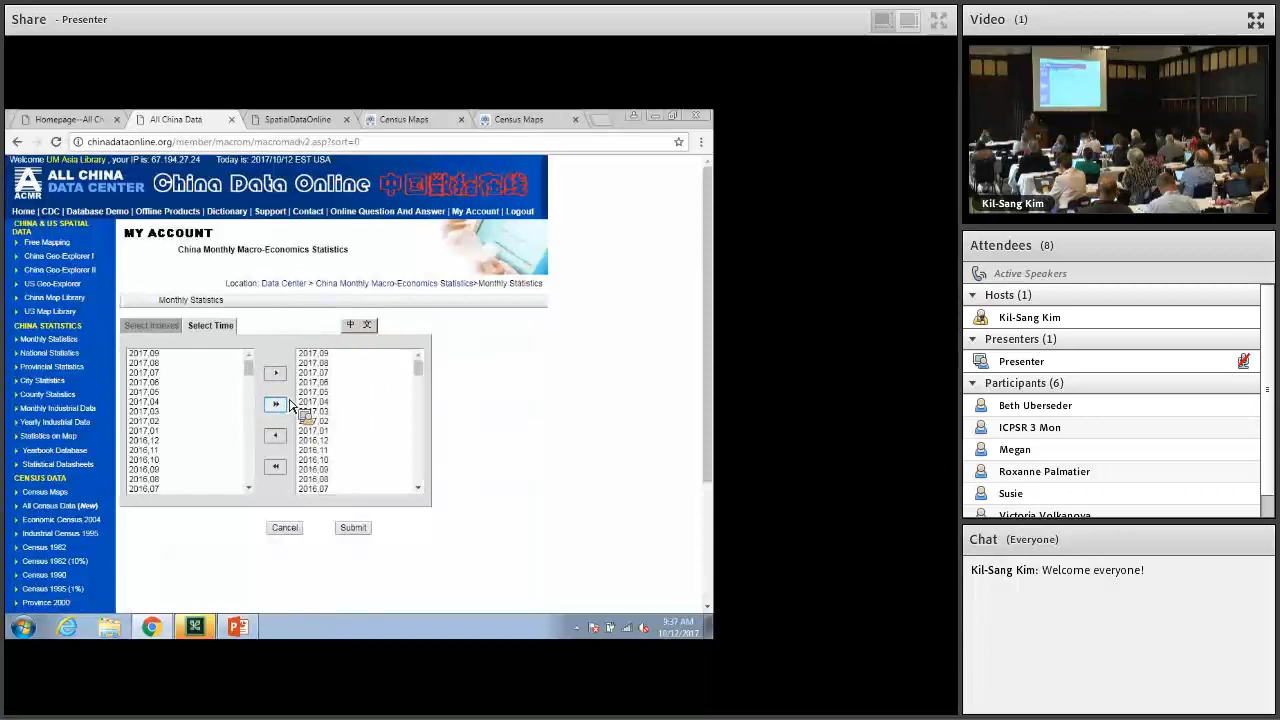 Share - Presenter
Homepage--All Ch
All China Data
SpatialDataOnline
Census Maps
Census Maps
chinadataonline.org/member/macrom/macromadv2.asp?sort=0
Welcome UM Asia Library , your IP is: 67.194.27.24 Today is: 2017/10/12 EST USA
ACMR
ALL CHINA
DATA CENTER
China Data Online 中国数据在线
Home | CDC | Database Demo | Offline Products | Dictionary | Support | Contact | Online Question And Answer | My Account | Logout
CHINA & US SPATIAL
DATA
Free Mapping
China Geo-Explorer I
China Geo-Explorer II
US Geo-Explorer
China Map Library
US Map Library
CHINA STATISTICS
Monthly Statistics
National Statistics
Provincial Statistics
City Statistics
County Statistics
Monthly Industrial Data
Yearly Industrial Data
Statistics on Map
Yearbook Database
Statistical Datasheets
CENSUS DATA
Census Maps
All Census Data (New)
Economic Census 2004
Industrial Census 1995
Census 1982
Census 1982 (10%)
Census 1990
Census 1995 (1%)
Province 2000
MY ACCOUNT
China Monthly Macro-Economics Statistics
Location: Data Center > China Monthly Macro-Economics Statistics>Monthly Statistics
Monthly Statistics
Select Indexes
Select Time
中 文
2017,09
2017,08
2017,07
2017,06
2017,05
2017,04
2017,03
2017,02
2017,01
2016,12
2016,11
2016,10
2016,09
2016,08
2016,07
2017,09
2017,08
2017,07
2017,06
2017,05
2017,04
17,03
17,02
2017,01
2016,12
2016,11
2016,10
2016,09
2016,08
2016,07
Cancel
Submit
9:37 AM
10/12/2017
Video (1)
Kil-Sang Kim
Attendees (8)
Active Speakers
Hosts (1)
Kil-Sang Kim
Presenters (1)
Presenter
Participants (6)
Beth Uberseder
ICPSR 3 Mon
Megan
Roxanne Palmatier
Susie
Victoria Volkanova
Chat (Everyone)
Kil-Sang Kim: Welcome everyone!